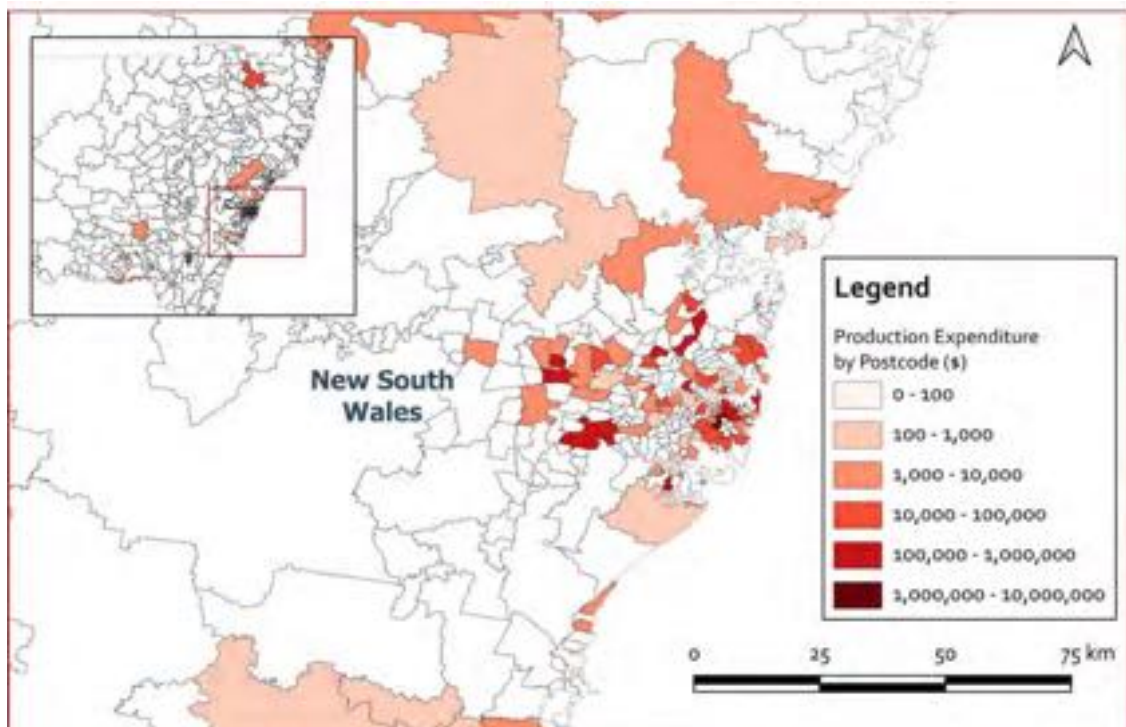 New South
Wales
Legend
Production Expenditure
by Postcode ($)
0 - 100
100 - 1,000
1,000 - 10,000
10,000 - 100,000
100,000 - 1,000,000
1,000,000 - 10,000,000
0 25 50 75 km